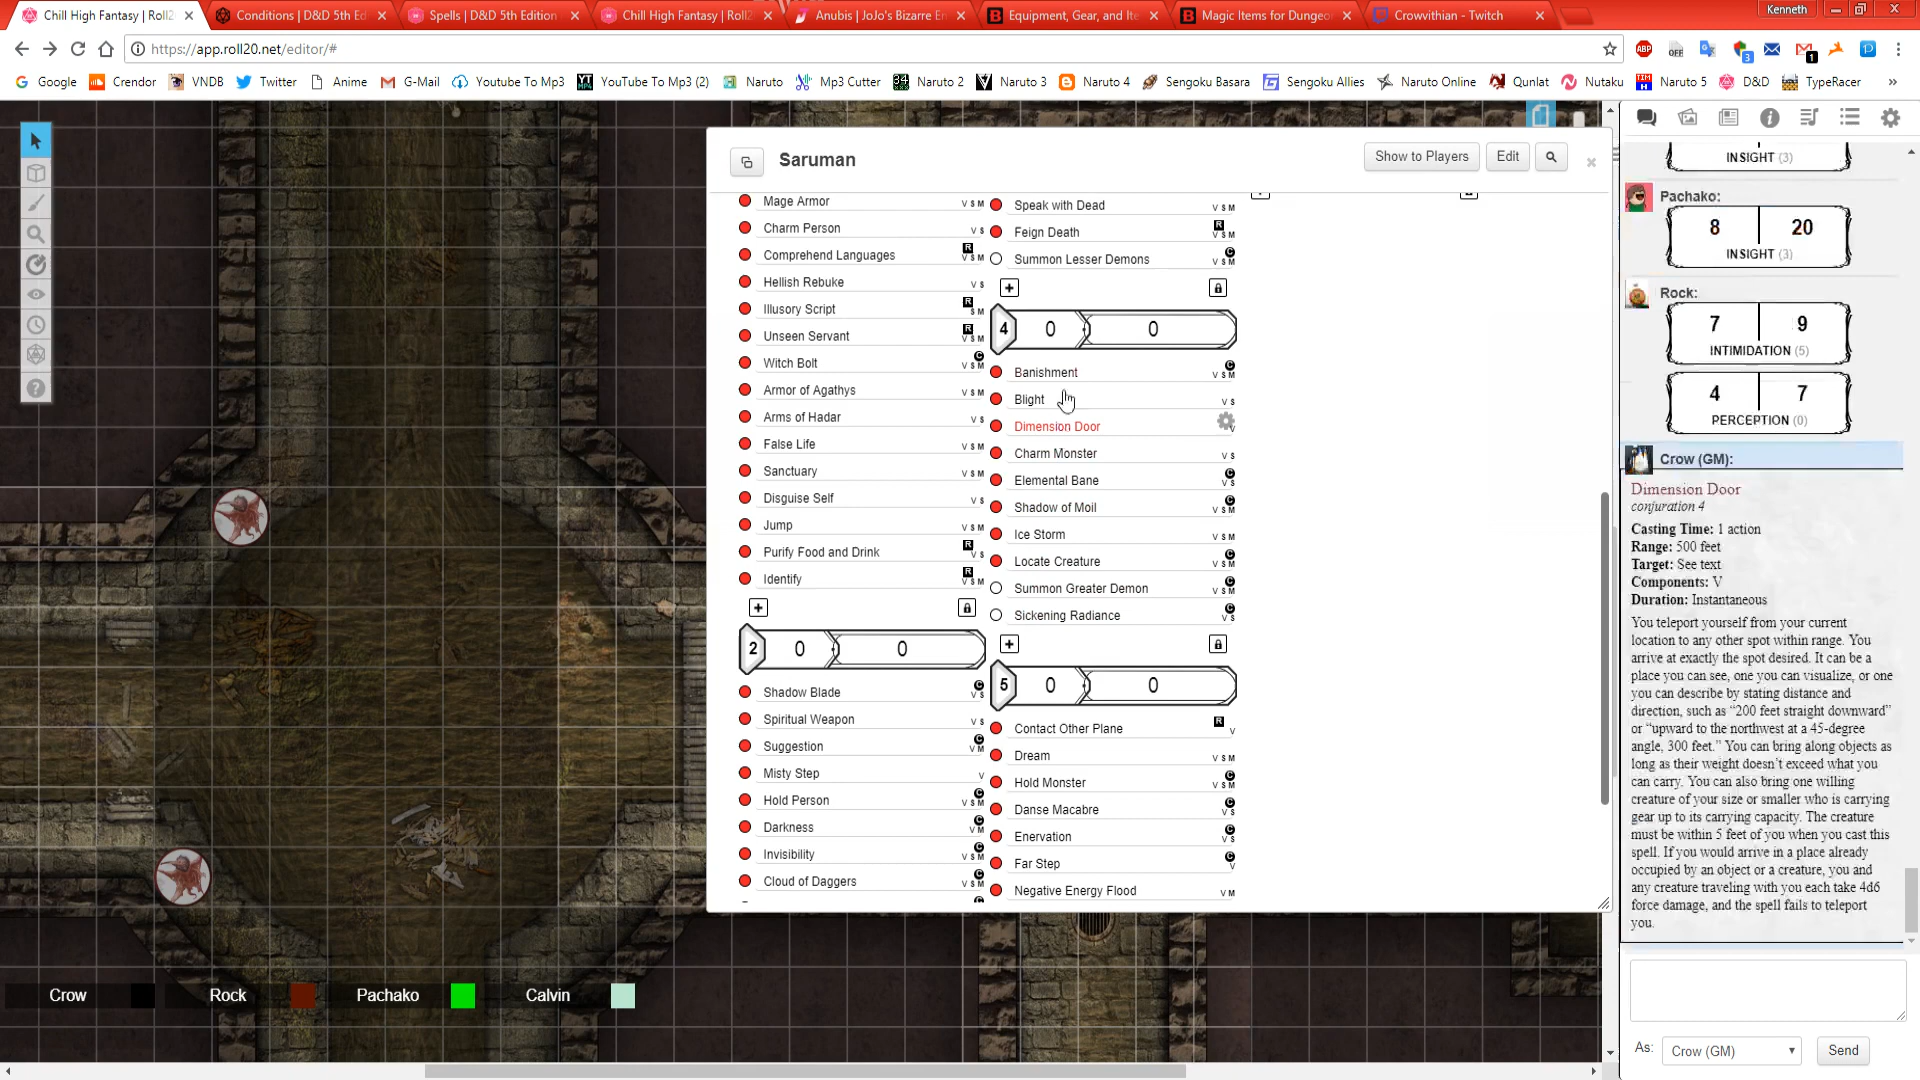 Chill High Fantasy | Roll2
Conditions | D&D 5th Ed
Spells | D&D 5th Edition
Chill High Fantasy | Roll2
Anubis | JoJo's Bizarre En
Equipment, Gear, and Ite
Magic Items for Dungeo
Crowvithian - Twitch
Kenneth
https://app.roll20.net/editor/#
Google
Crendor
VNDB
Twitter
Anime
G-Mail
Youtube To Mp3
YouTube To Mp3 (2)
Naruto
Mp3 Cutter
Naruto 2
Naruto 3
Naruto 4
Sengoku Basara
Sengoku Allies
Naruto Online
Qunlat
Nutaku
Naruto 5
D&D
TypeRacer
»
Saruman
Show to Players
Edit
Mage Armor V S M
Charm Person V S
Comprehend Languages R V S M
Hellish Rebuke V S
Illusory Script R S M
Unseen Servant R V S M
Witch Bolt C V S M
Armor of Agathys V S M
Arms of Hadar V S
False Life V S M
Sanctuary V S M
Disguise Self V S
Jump V S M
Purify Food and Drink R V S
Identify R V S M
2 0 0
Shadow Blade C V S
Spiritual Weapon V S
Suggestion C V M
Misty Step V
Hold Person C V S M
Darkness C V M
Invisibility C V S M
Cloud of Daggers C V S M
Speak with Dead V S M
Feign Death R V S M
Summon Lesser Demons C V S M
4 0 0
Banishment C V S M
Blight V S
Dimension Door V
Charm Monster V S
Elemental Bane C V S
Shadow of Moil C V S M
Ice Storm V S M
Locate Creature C V S M
Summon Greater Demon C V S M
Sickening Radiance C V S
5 0 0
Contact Other Plane R V
Dream V S M
Hold Monster C V S M
Danse Macabre C V S
Enervation C V S
Far Step C V
Negative Energy Flood V M
INSIGHT (3)
Pachako:
8 20
INSIGHT (3)
Rock:
7 9
INTIMIDATION (5)
4 7
PERCEPTION (0)
Crow (GM):
Dimension Door
conjuration 4
Casting Time: 1 action
Range: 500 feet
Target: See text
Components: V
Duration: Instantaneous
You teleport yourself from your current
location to any other spot within range. You
arrive at exactly the spot desired. It can be a
place you can see, one you can visualize, or one
you can describe by stating distance and
direction, such as “200 feet straight downward”
or “upward to the northwest at a 45-degree
angle, 300 feet.” You can bring along objects as
long as their weight doesn’t exceed what you
can carry. You can also bring one willing
creature of your size or smaller who is carrying
gear up to its carrying capacity. The creature
must be within 5 feet of you when you cast this
spell. If you would arrive in a place already
occupied by an object or a creature, you and
any creature traveling with you each take 4d6
force damage, and the spell fails to teleport
you.
Crow
Rock
Pachako
Calvin
As:
Crow (GM)
Send